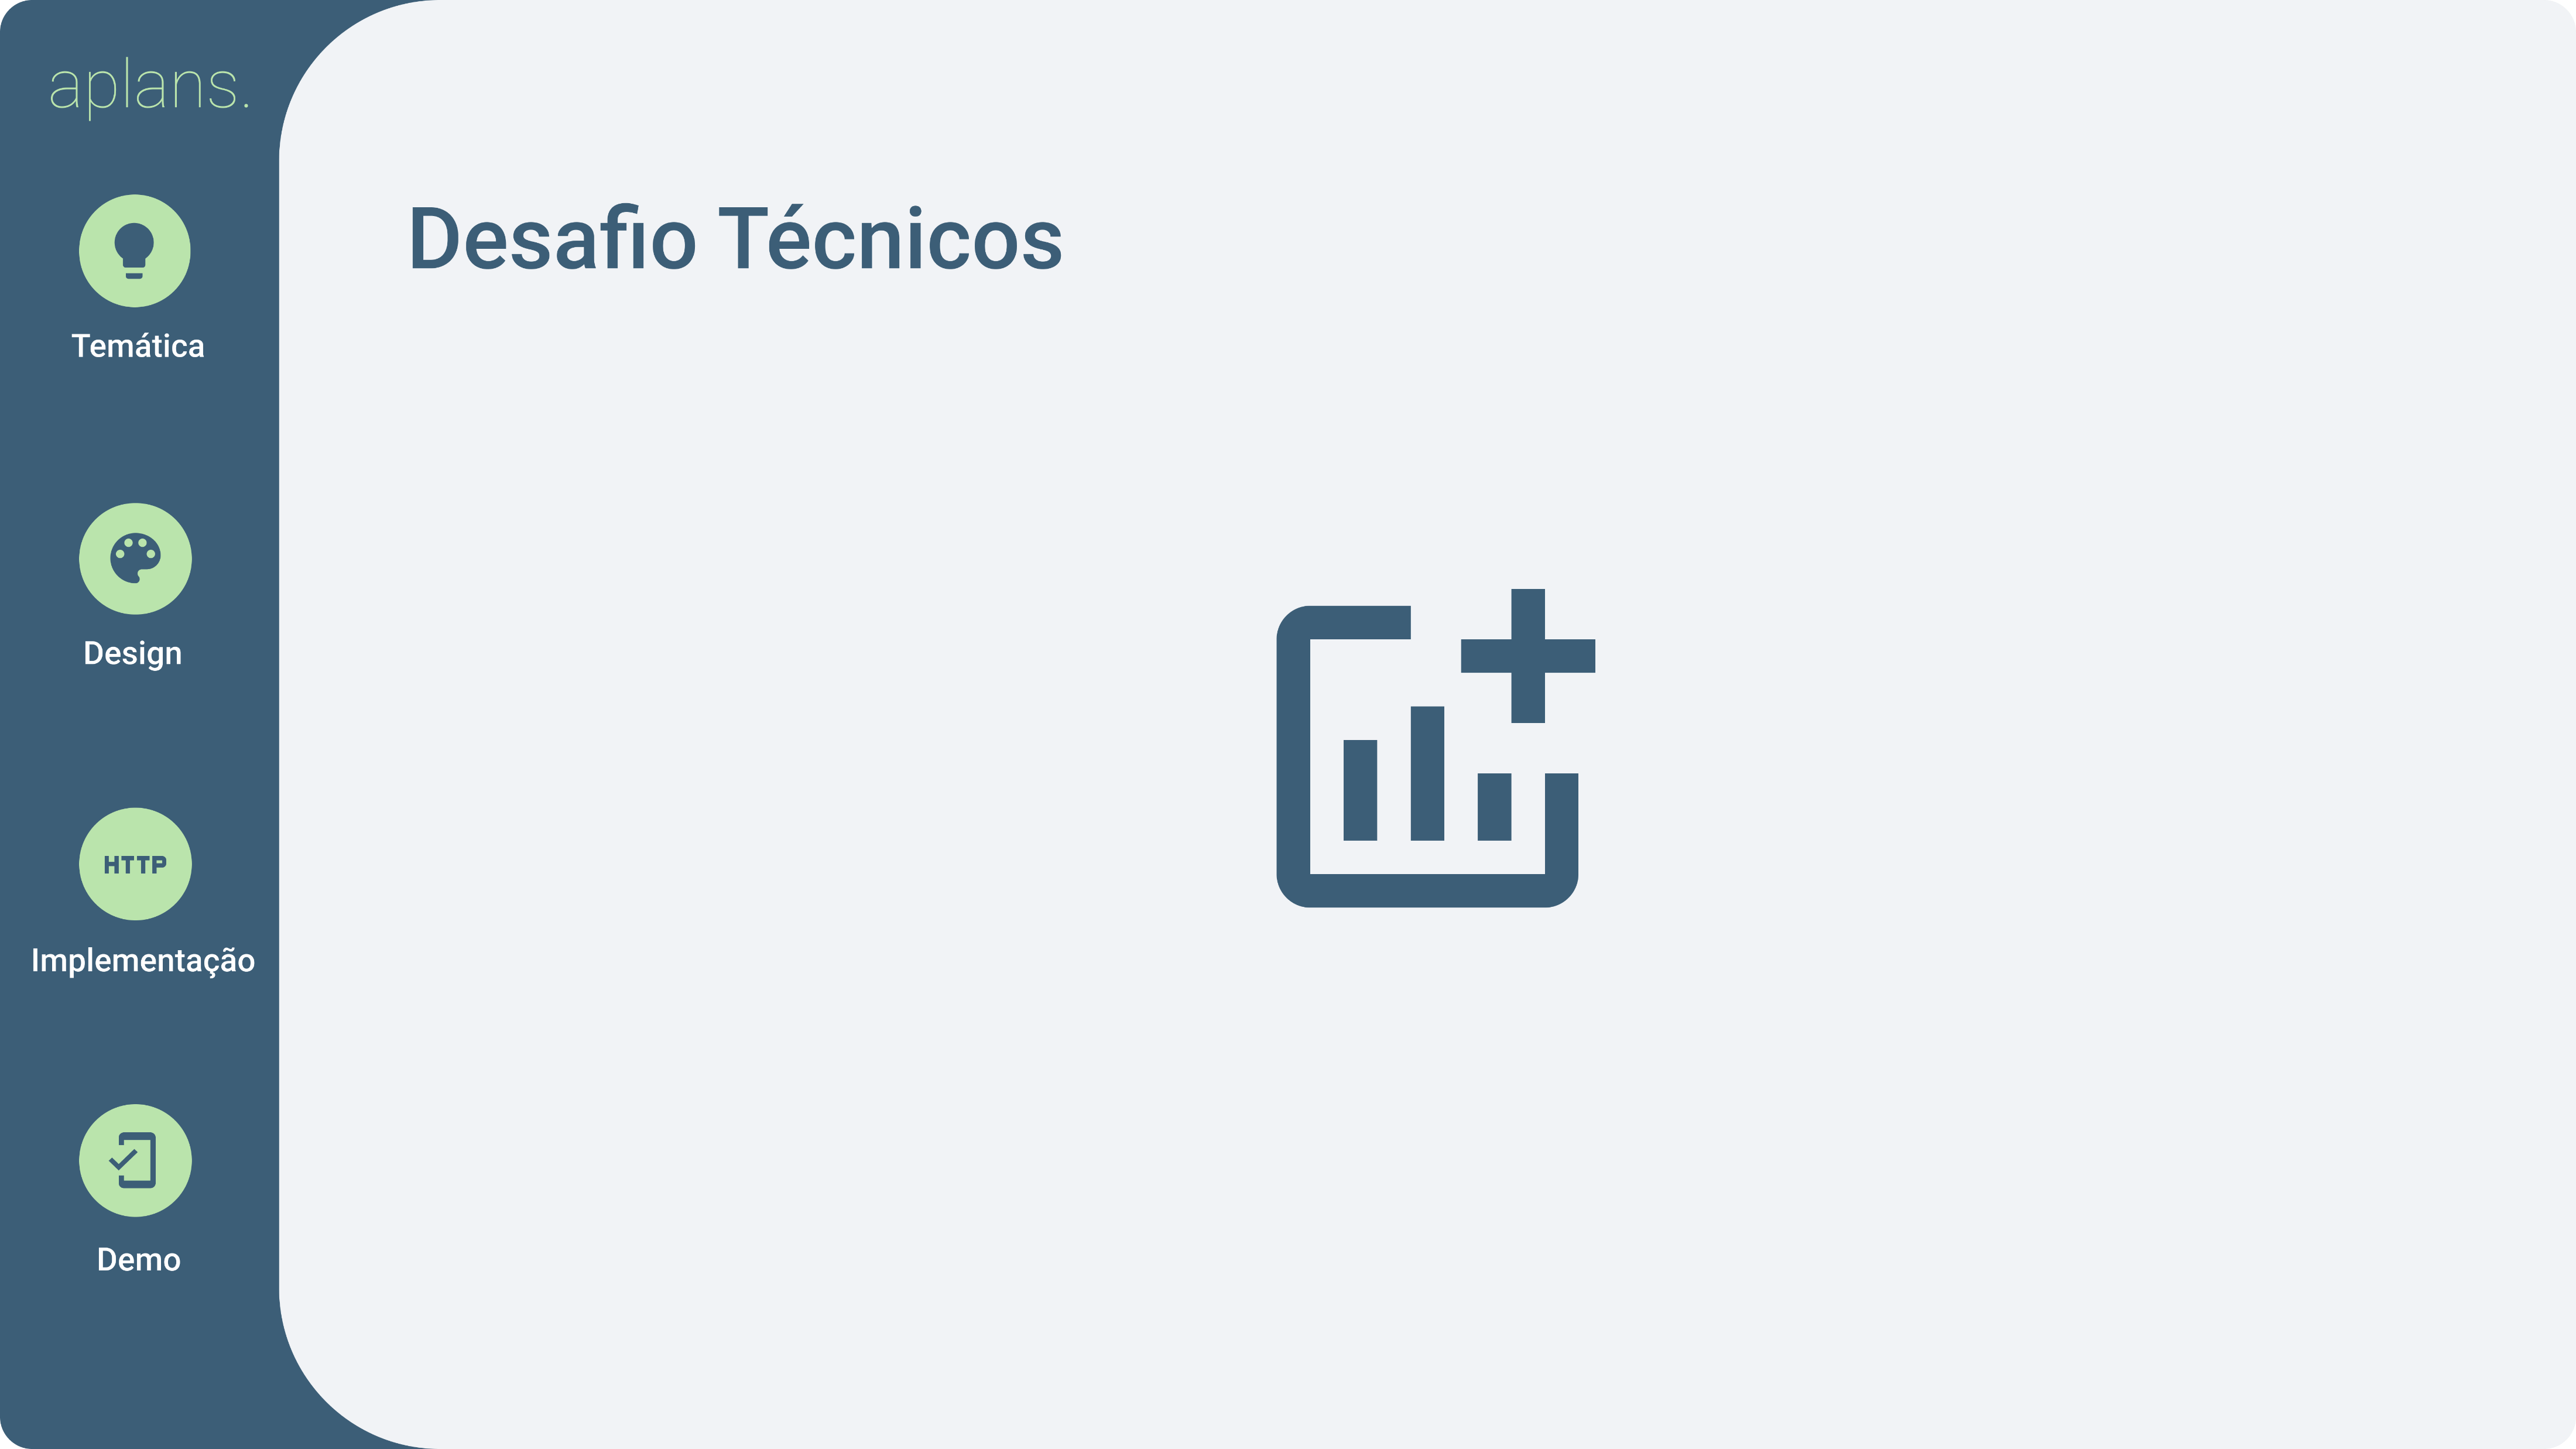 aplans.
Temática
Design
HTTP
Implementação
Demo
Desafio Técnicos